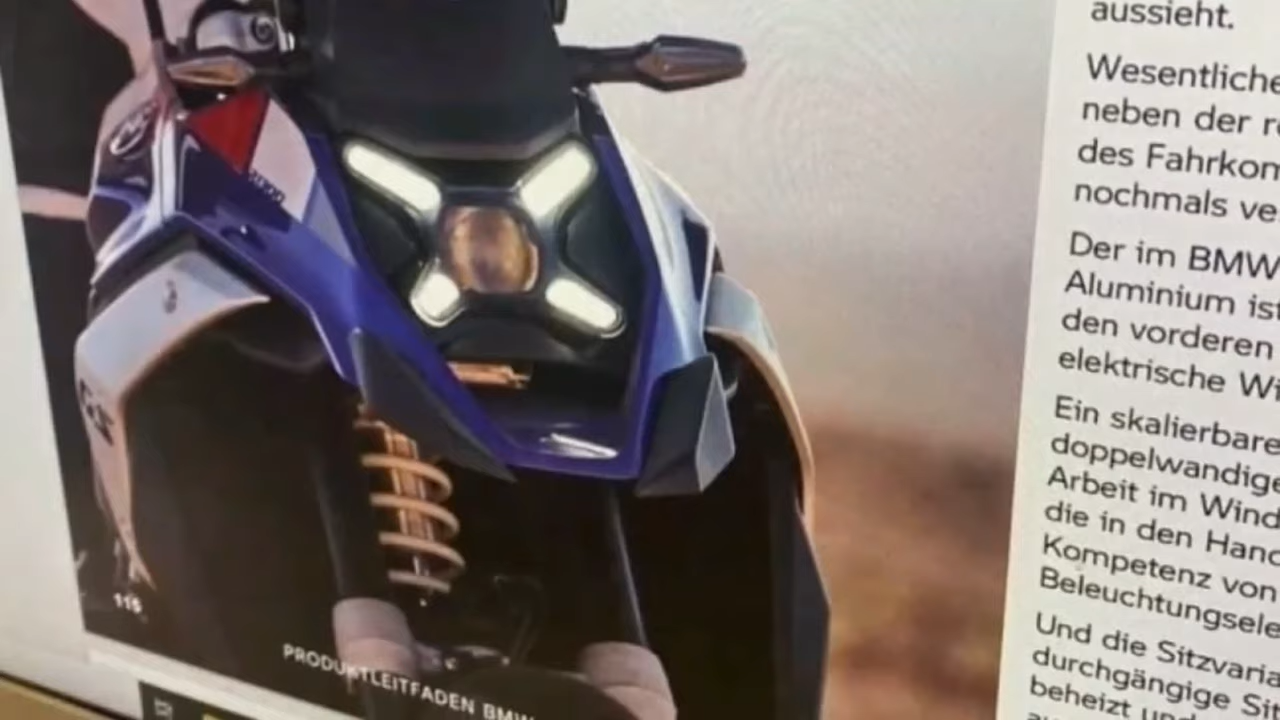 aussieht.
Wesentliche
neben der r
des Fahrkom
nochmals ve
Der im BMW
Aluminium ist
den vorderen
elektrische Wi
Ein skalierbare
doppelwandige
Arbeit im Wind
die in den Hand
Kompetenz von
Beleuchtungsele
Und die Sitzvaria
durchgängige Sit
beheizt und
115
PRODUKTLEITFADEN BMW